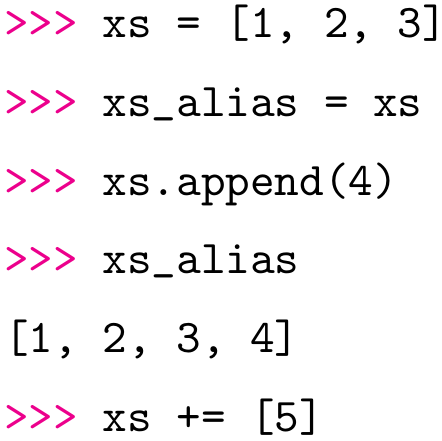 >>> xs = [1, 2, 3]
>>> xs_alias = xs
>>> xs.append(4)
>>> xs_alias
[1, 2, 3, 4]
>>> xs += [5]